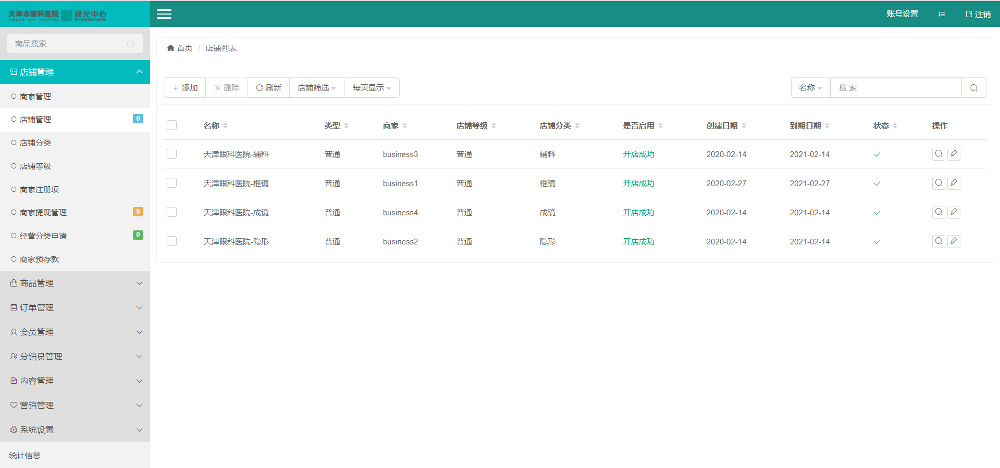 天津市眼科医院 视光中心
TIANJIN EYE HOSPITAL OPTOMETRIC CENTER
账号设置
注销
商品搜索
首页 / 店铺列表
店铺管理
商家管理
店铺管理 0
店铺分类
店铺等级
商家注册项
商家提现管理 0
经营分类申请 0
商家预存款
商品管理
订单管理
会员管理
分销员管理
内容管理
营销管理
系统设置
统计信息
添加 删除 刷新 店铺筛选 每页显示 名称 搜 索
名称 类型 商家 店铺等级 店铺分类 是否启用 创建日期 到期日期 状态 操作
天津眼科医院-辅料 普通 business3 普通 辅料 开店成功 2020-02-14 2021-02-14
天津眼科医院-框镜 普通 business1 普通 框镜 开店成功 2020-02-27 2021-02-27
天津眼科医院-成镜 普通 business4 普通 成镜 开店成功 2020-02-14 2021-02-14
天津眼科医院-隐形 普通 business2 普通 隐形 开店成功 2020-02-14 2021-02-14